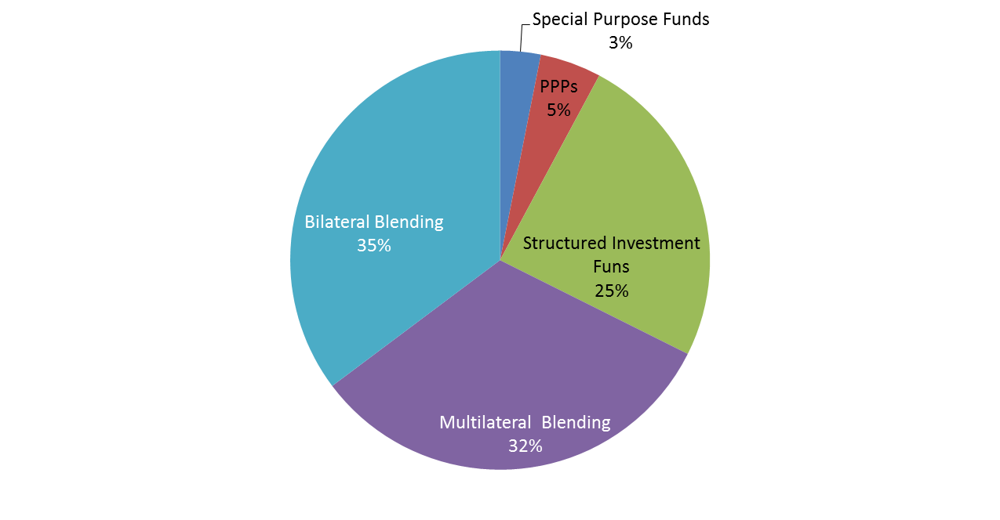 Special Purpose Funds
3%
PPPs
5%
Structured Investment
Funs
25%
Multilateral  Blending
32%
Bilateral Blending
35%